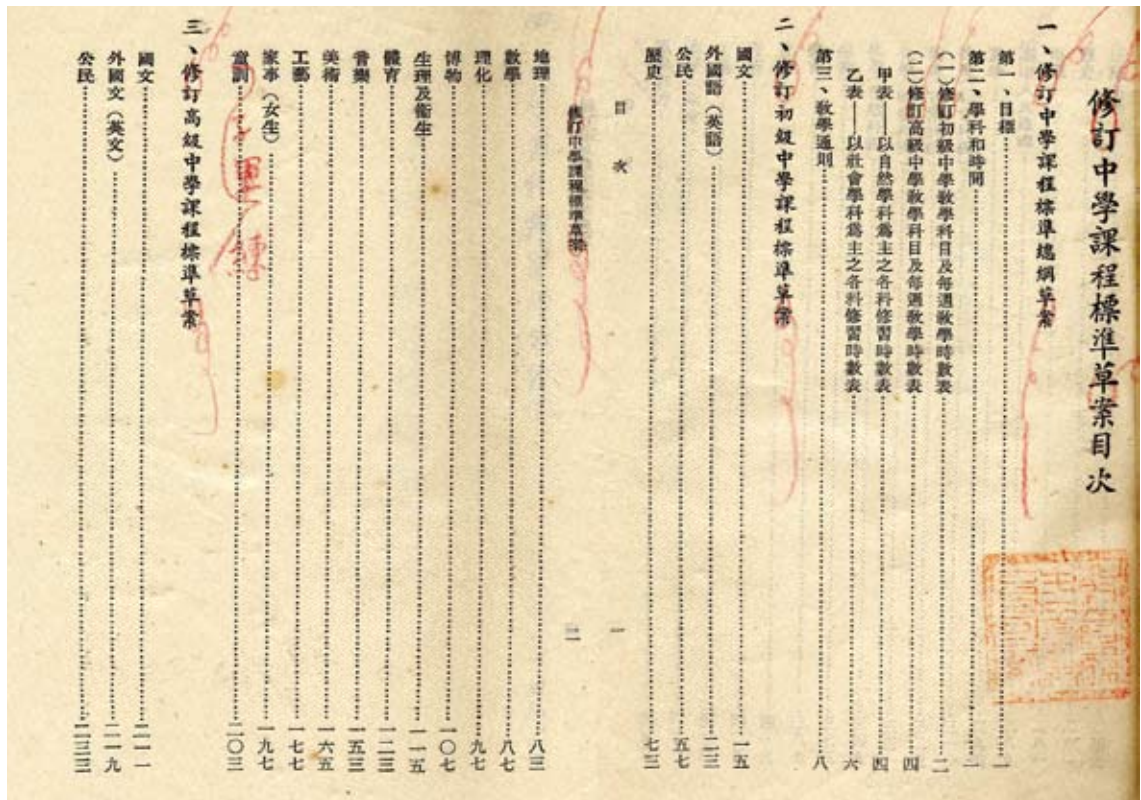 修訂中學課程標準草案目次
一、修訂中學課程標準總綱草案
第一、目標……一
第二、學科和時間……二
(一)修訂初級中學教學科目及每週教學時數表……二
(二)修訂高級中學教學科目及每週教學時數表……四
甲表——以自然學科為主之各科修習時數表……四
乙表——以社會學科為主之各科修習時數表……六
第三、教學通則……八
二、修訂初級中學課程標準草案
國文……一五
外國語(英語)……二三
公民……五七
歷史……七三
目次 一
修訂中學課程標準草案 二
地理……八三
數學……八七
理化……九七
博物……一〇七
生理及衞生……一一五
體育……一二三
音樂……一五三
美術……一六五
工藝……一七七
家事(女生)……一九七
童訓……二〇三
三、修訂高級中學課程標準草案
國文……二一一
外國文(英文)……二一九
公民……二三三